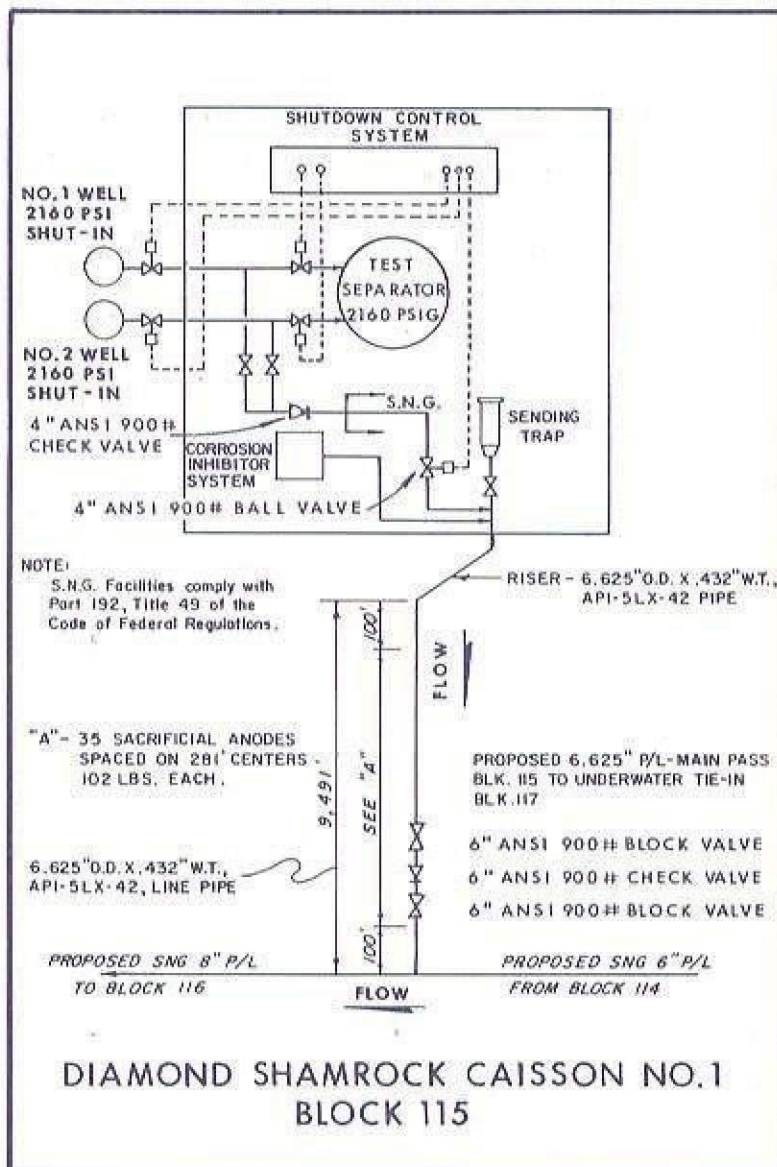 SHUTDOWN CONTROL
SYSTEM
NO.1 WELL
2160 PSI
SHUT-IN
TEST
SEPARATOR
2160 PSIG
NO.2 WELL
2160 PSI
SHUT-IN
S.N.G.
SENDING
TRAP
4" ANSI 900#
CHECK VALVE
CORROSION
INHIBITOR
SYSTEM
4" ANSI 900# BALL VALVE
NOTE:
S.N.G. Facilities comply with
Part 192, Title 49 of the
Code of Federal Regulations.
RISER - 6.625" O.D. X .432" W.T.,
API-5LX-42 PIPE
100'
FLOW
"A"- 35 SACRIFICIAL ANODES
SPACED ON 281' CENTERS -
102 LBS. EACH.
9,491'
SEE "A"
PROPOSED 6.625" P/L-MAIN PASS
BLK. 115 TO UNDERWATER TIE-IN
BLK.117
6" ANSI 900# BLOCK VALVE
6" ANSI 900# CHECK VALVE
6" ANSI 900# BLOCK VALVE
6.625" O.D. X .432" W.T.,
API-5LX-42, LINE PIPE
100'
PROPOSED SNG 8" P/L
TO BLOCK 116
PROPOSED SNG 6" P/L
FROM BLOCK 114
FLOW
DIAMOND SHAMROCK CAISSON NO.1
BLOCK 115